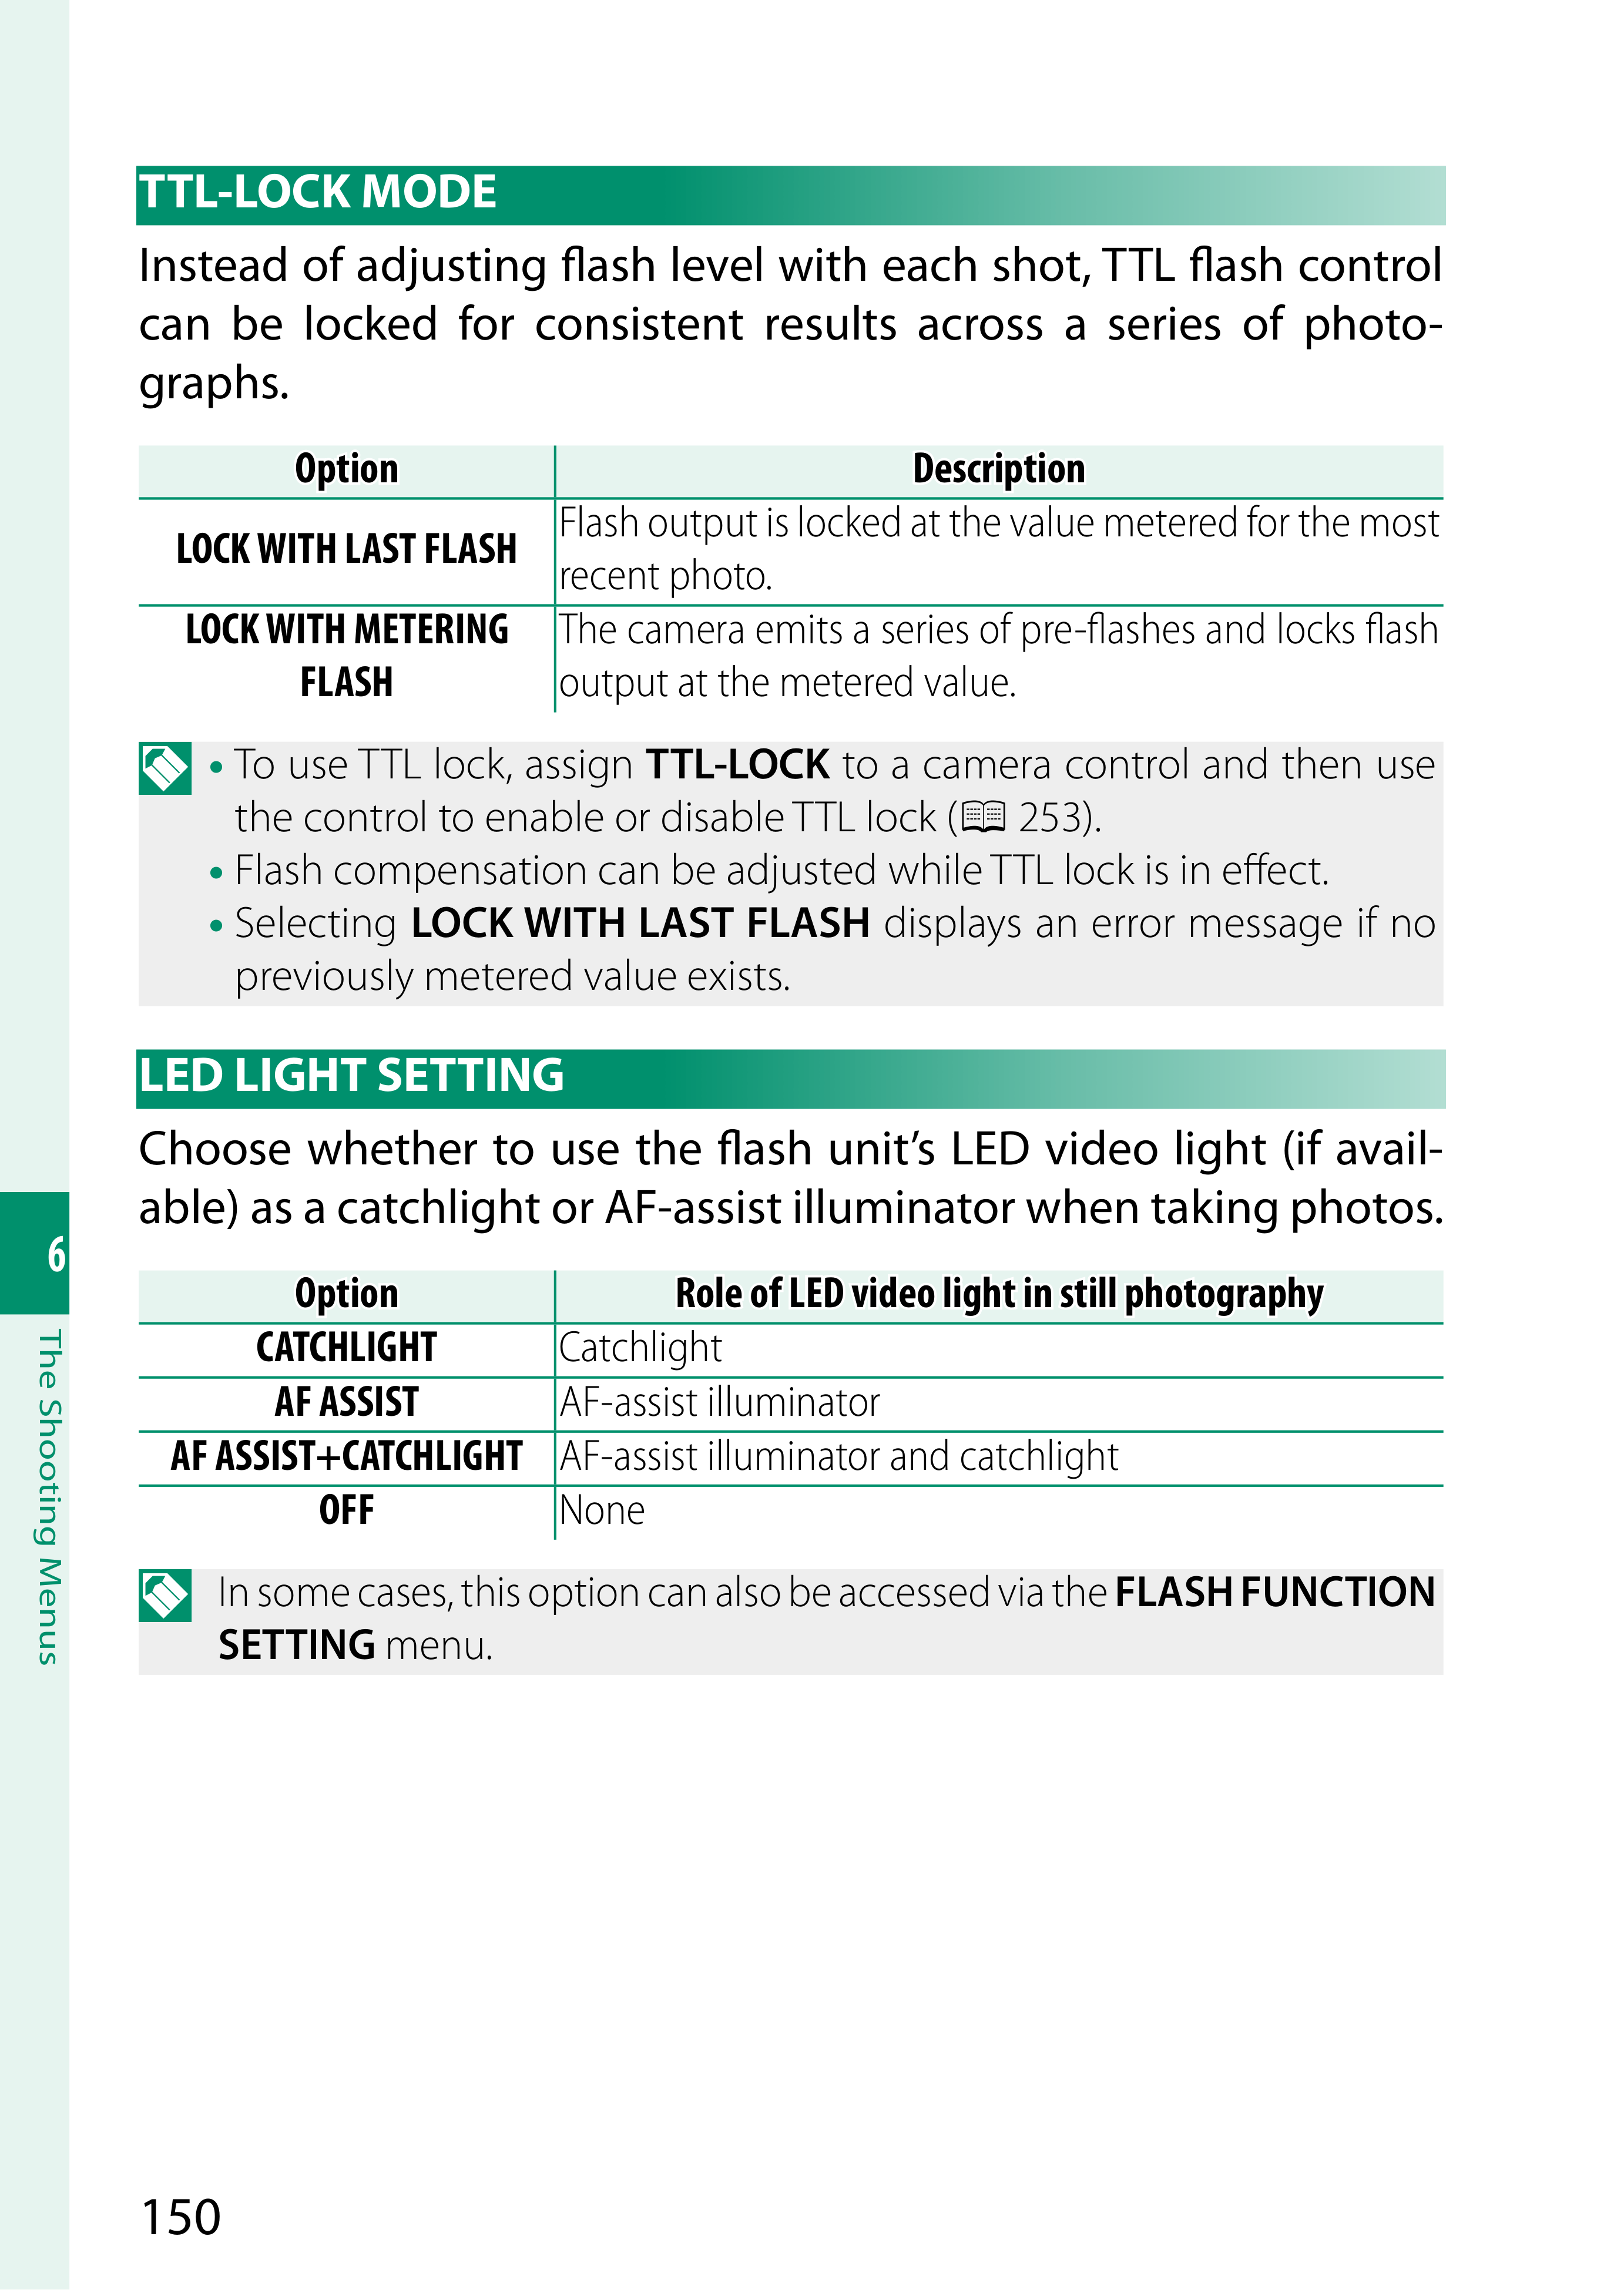 TTL-LOCK MODE
Instead of adjusting flash level with each shot, TTL flash control
can be locked for consistent results across a series of photo-
graphs.
Option Description
LOCK WITH LAST FLASH Flash output is locked at the value metered for the most
recent photo.
LOCK WITH METERING The camera emits a series of pre-flashes and locks flash
FLASH output at the metered value.
• To use TTL lock, assign TTL-LOCK to a camera control and then use
the control to enable or disable TTL lock (📖 253).
• Flash compensation can be adjusted while TTL lock is in effect.
• Selecting LOCK WITH LAST FLASH displays an error message if no
previously metered value exists.
LED LIGHT SETTING
Choose whether to use the flash unit’s LED video light (if avail-
able) as a catchlight or AF-assist illuminator when taking photos.
Option Role of LED video light in still photography
CATCHLIGHT Catchlight
AF ASSIST AF-assist illuminator
AF ASSIST+CATCHLIGHT AF-assist illuminator and catchlight
OFF None
In some cases, this option can also be accessed via the FLASH FUNCTION
SETTING menu.
6
The Shooting Menus
150